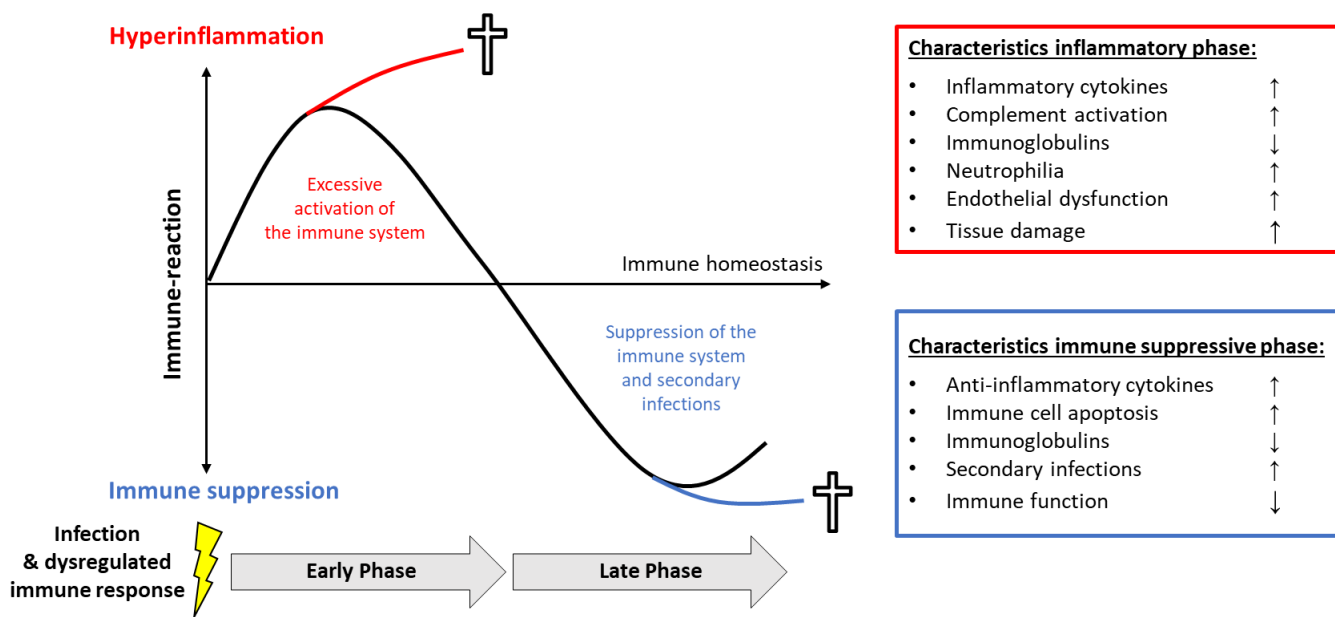 Hyperinflammation
Immune-reaction
Excessive
activation of
the immune system
Immune homeostasis
Suppression of the
immune system
and secondary
infections
Immune suppression
Infection
& dysregulated
immune response
Early Phase
Late Phase
Characteristics inflammatory phase:
• Inflammatory cytokines ↑
• Complement activation ↑
• Immunoglobulins ↓
• Neutrophilia ↑
• Endothelial dysfunction ↑
• Tissue damage ↑
Characteristics immune suppressive phase:
• Anti-inflammatory cytokines ↑
• Immune cell apoptosis ↑
• Immunoglobulins ↓
• Secondary infections ↑
• Immune function ↓